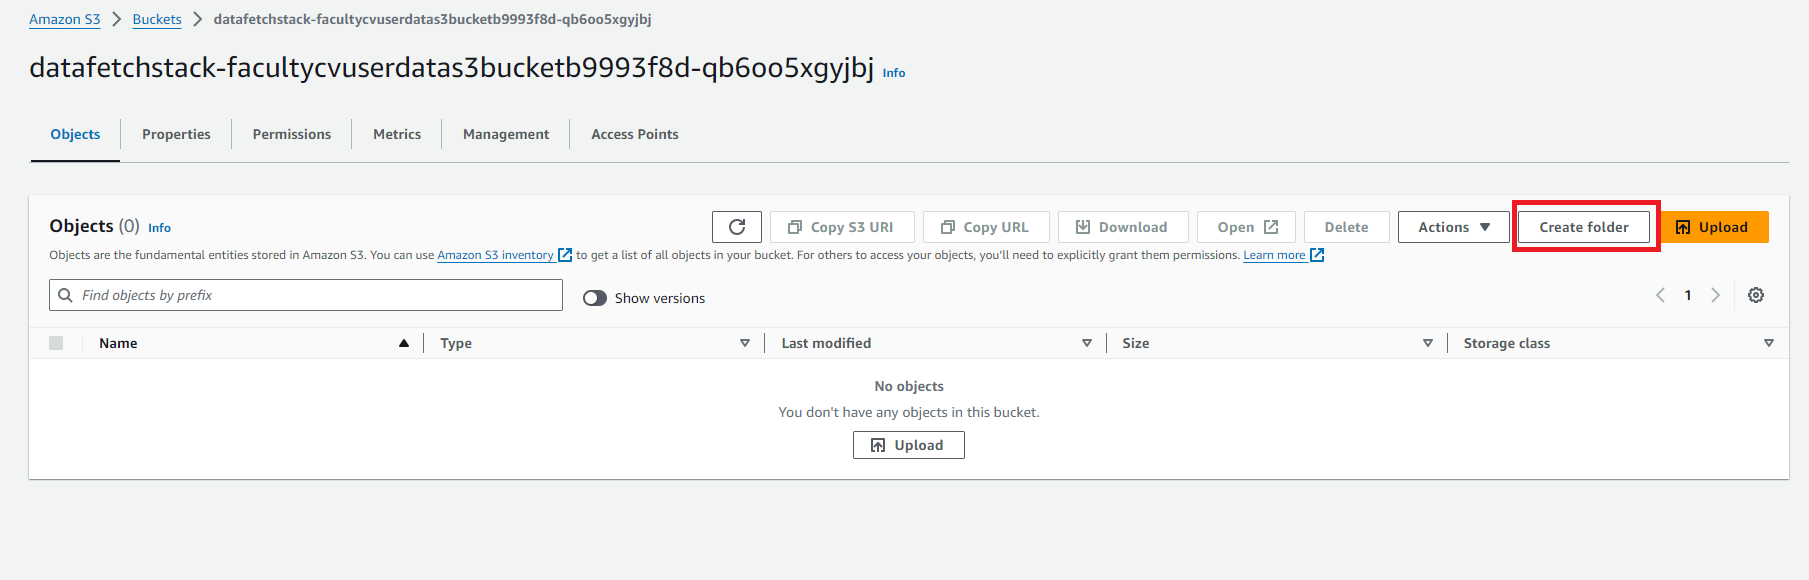 Amazon S3 > Buckets > datafetchstack-facultycvuserdatas3bucketb9993f8d-qb6oo5xgyjbj
datafetchstack-facultycvuserdatas3bucketb9993f8d-qb6oo5xgyjbj Info
Objects Properties Permissions Metrics Management Access Points
Objects (0) Info Copy S3 URI Copy URL Download Open Delete Actions Create folder Upload
Objects are the fundamental entities stored in Amazon S3. You can use Amazon S3 inventory to get a list of all objects in your bucket. For others to access your objects, you'll need to explicitly grant them permissions. Learn more
Find objects by prefix Show versions 1
Name Type Last modified Size Storage class
No objects
You don't have any objects in this bucket.
Upload